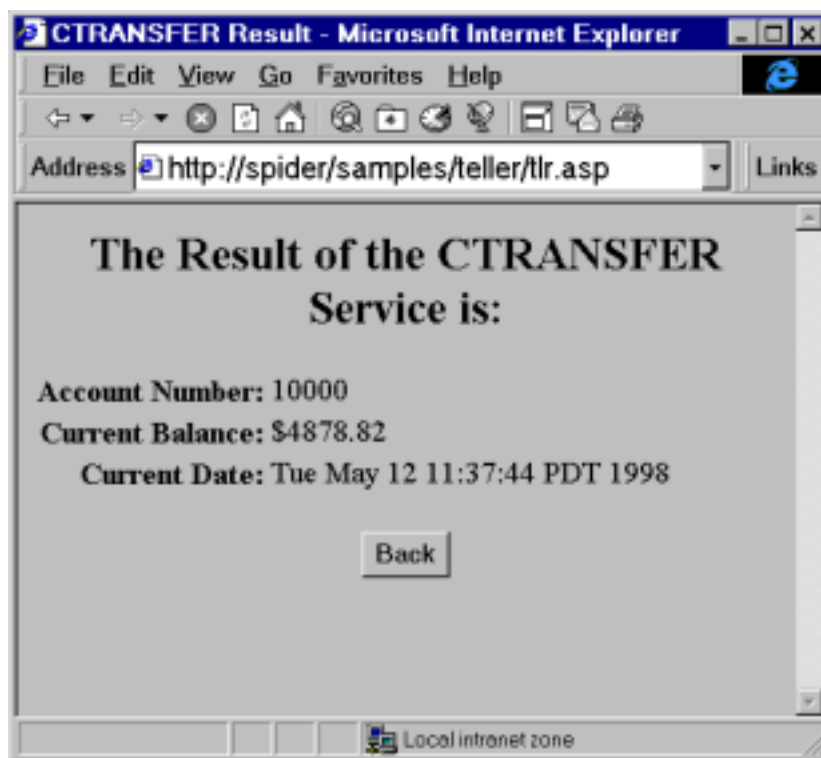 CTRANSFER Result - Microsoft Internet Explorer
File Edit View Go Favorites Help
Address http://spider/samples/teller/tlr.asp Links
The Result of the CTRANSFER
Service is:
Account Number: 10000
Current Balance: $4878.82
Current Date: Tue May 12 11:37:44 PDT 1998
Back
Local intranet zone